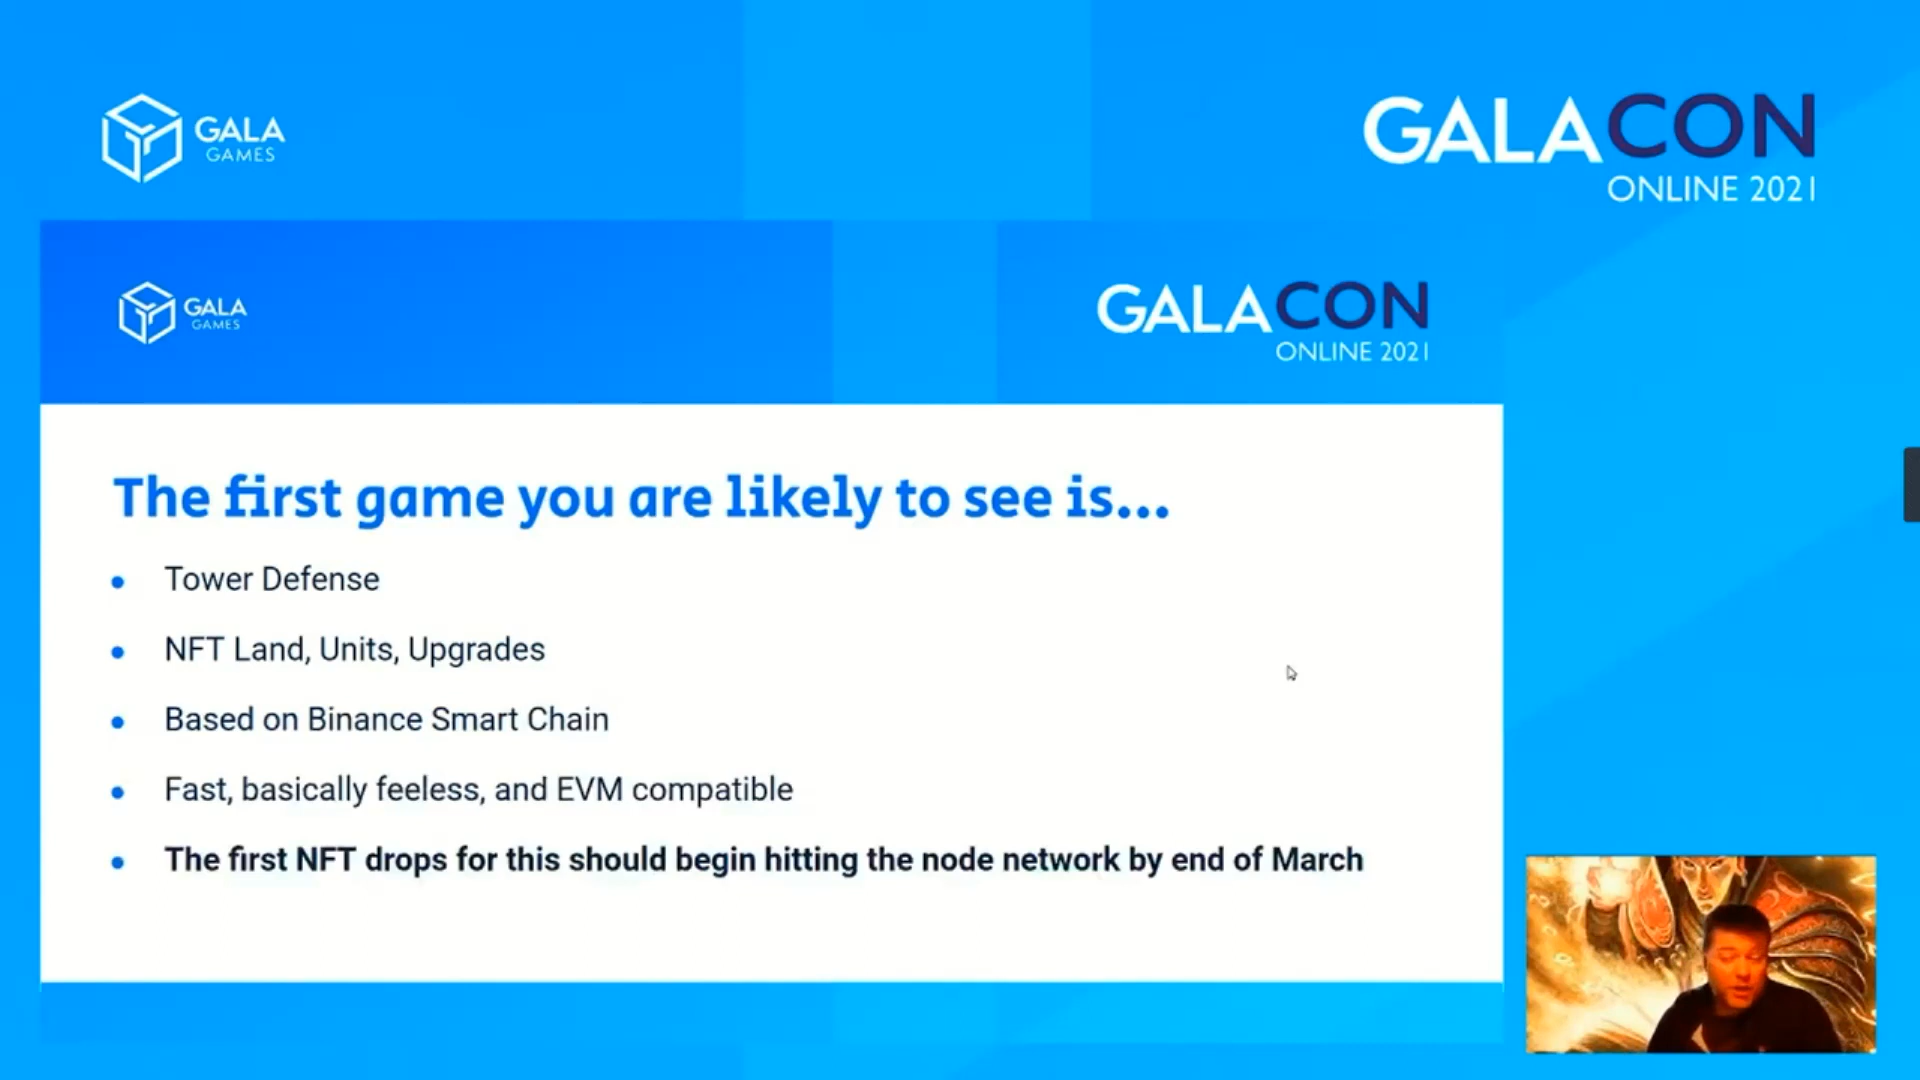 GALA
GAMES
GALACON
ONLINE 2021
GALA
GAMES
GALACON
ONLINE 2021
The first game you are likely to see is...
Tower Defense
NFT Land, Units, Upgrades
Based on Binance Smart Chain
Fast, basically feeless, and EVM compatible
The first NFT drops for this should begin hitting the node network by end of March